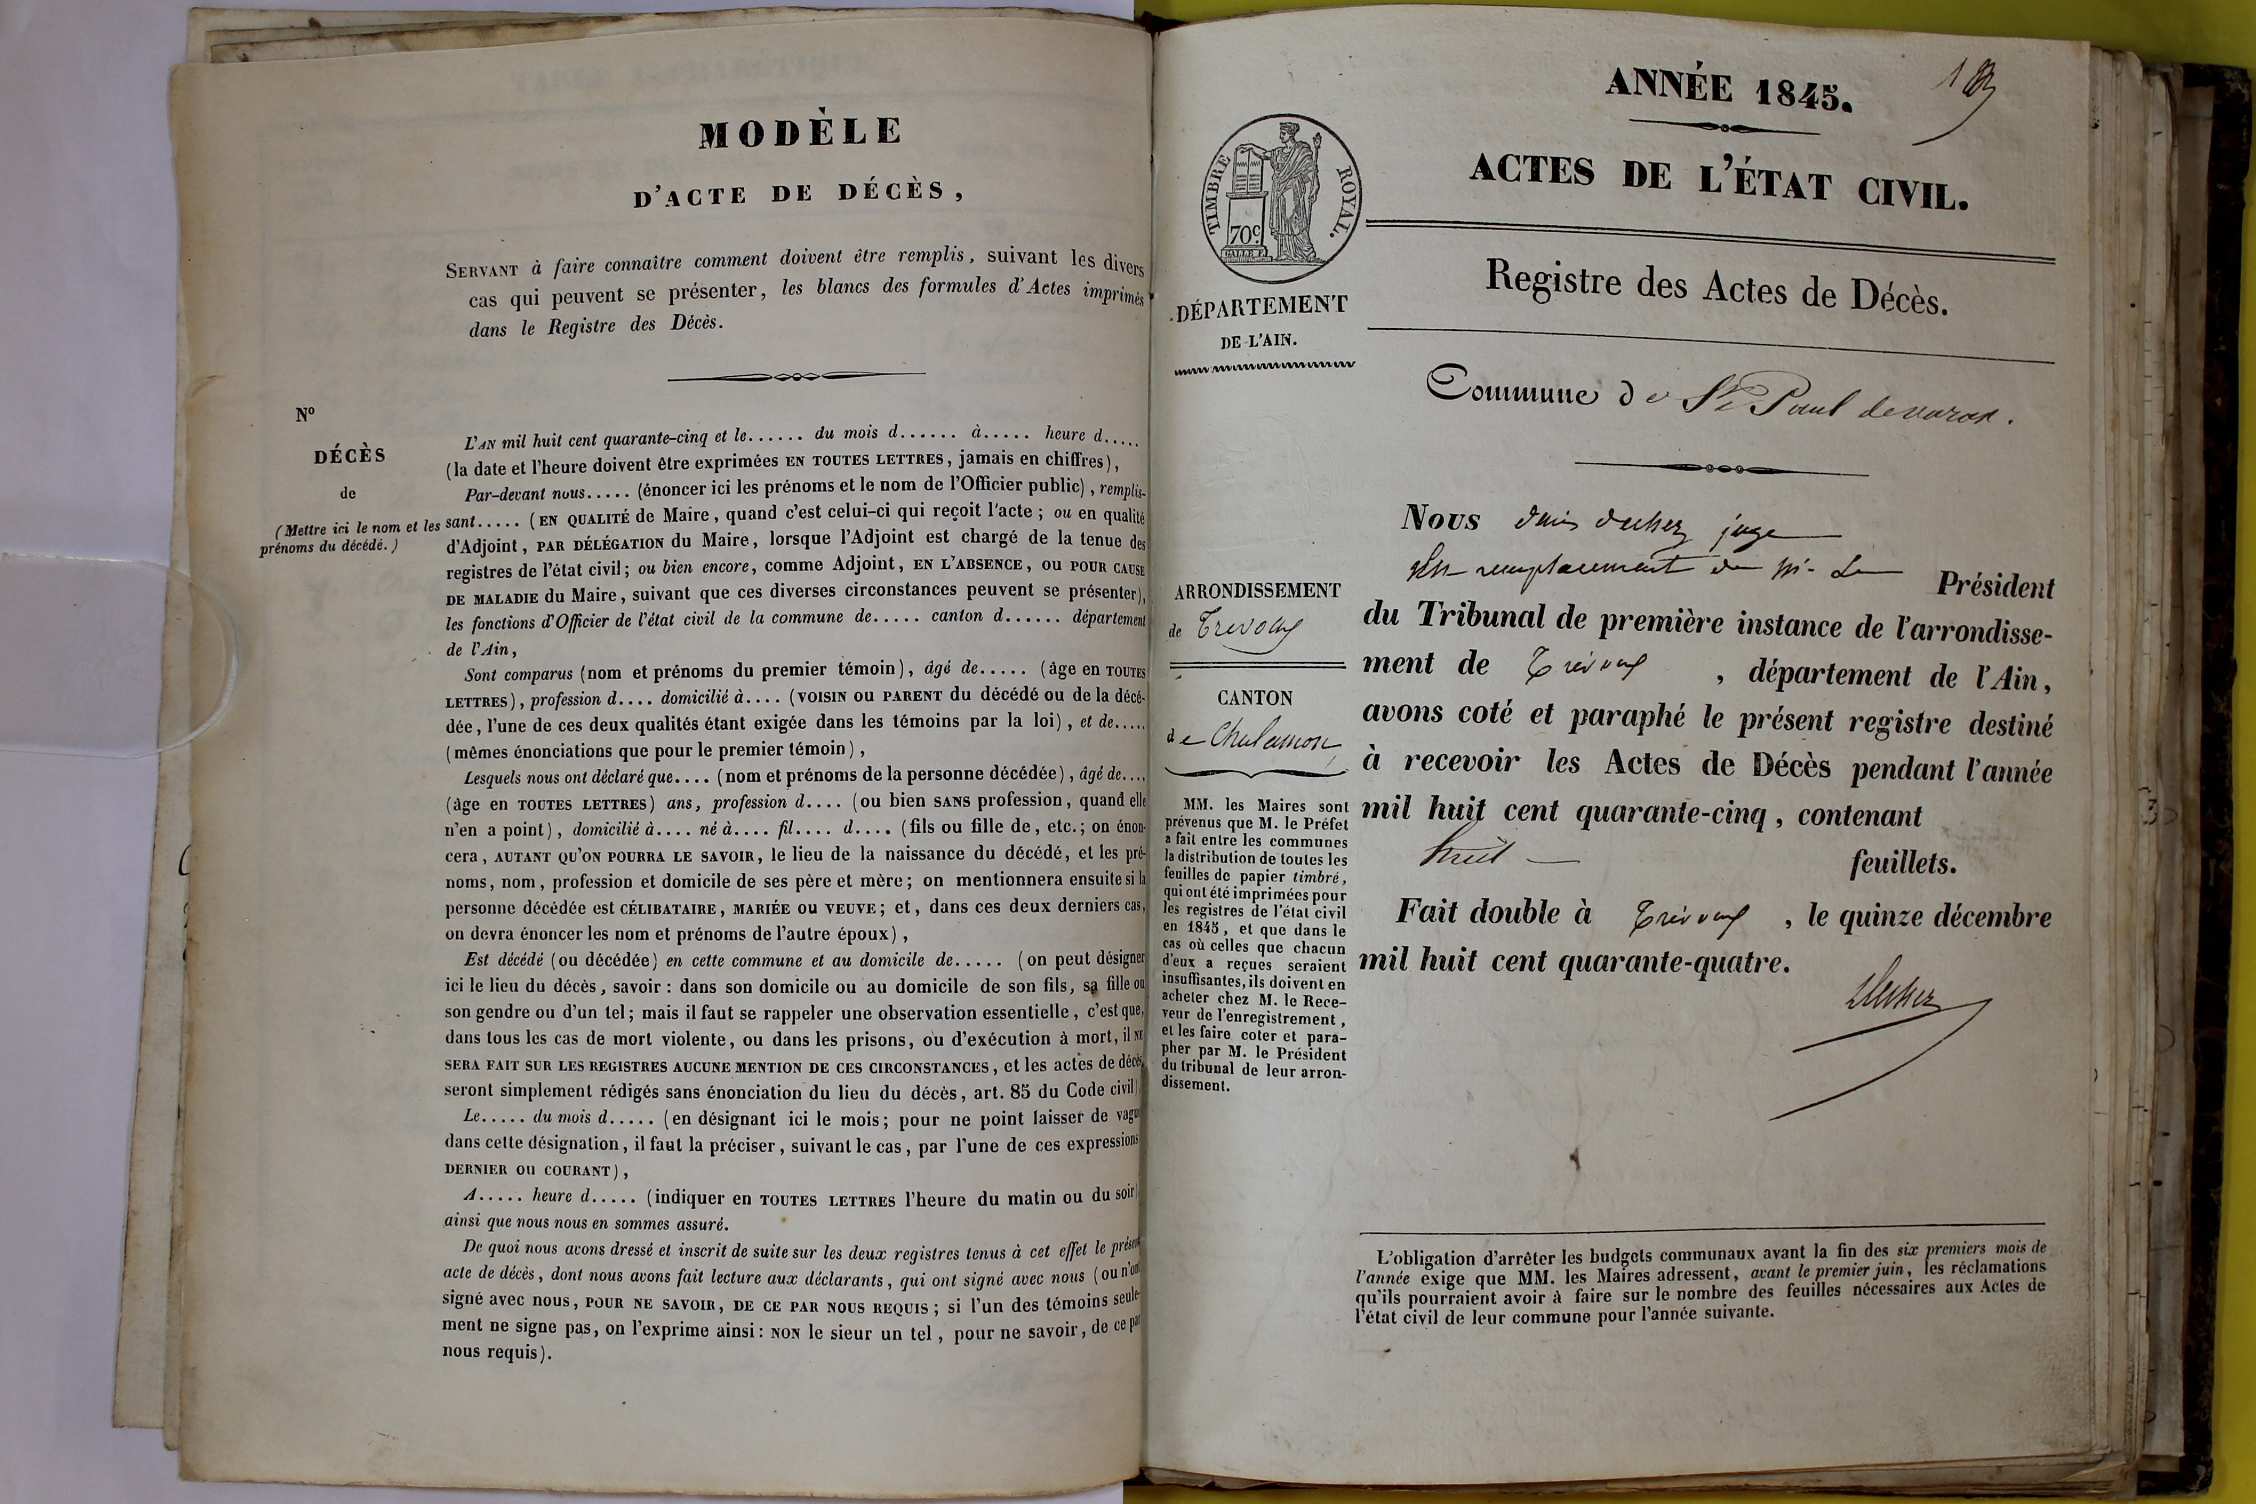 MODÈLE
D'ACTE DE DÉCÈS,
SERVANT à faire connaître comment doivent être remplis, suivant les divers
cas qui peuvent se présenter, les blancs des formules d'Actes imprimés
dans le Registre des Décès.
N°
DÉCÈS
de
(Mettre ici le nom et les
prénoms du décédé.)
L'AN mil huit cent quarante-cinq et le...... du mois d...... à..... heure d.....
(la date et l'heure doivent être exprimées EN TOUTES LETTRES, jamais en chiffres),
Par-devant nous..... (énoncer ici les prénoms et le nom de l'Officier public), remplis-
sant..... (EN QUALITÉ de Maire, quand c'est celui-ci qui reçoit l'acte; ou en qualité
d'Adjoint, PAR DÉLÉGATION du Maire, lorsque l'Adjoint est chargé de la tenue des
registres de l'état civil; ou bien encore, comme Adjoint, EN L'ABSENCE, OU POUR CAUSE
DE MALADIE du Maire, suivant que ces diverses circonstances peuvent se présenter),
les fonctions d'Officier de l'état civil de la commune de..... canton d...... département
de l'Ain,
Sont comparus (nom et prénoms du premier témoin), âgé de..... (âge en TOUTES
LETTRES), profession d.... domicilié à.... (VOISIN OU PARENT du décédé ou de la décé-
dée, l'une de ces deux qualités étant exigée dans les témoins par la loi), et de.....
(mêmes énonciations que pour le premier témoin),
Lesquels nous ont déclaré que.... (nom et prénoms de la personne décédée), âgé de....
(âge en TOUTES LETTRES) ans, profession d.... (ou bien SANS profession, quand elle
n'en a point), domicilié à.... né à.... fil.... d.... (fils ou fille de, etc.; on énon-
cera, AUTANT QU'ON POURRA LE SAVOIR, le lieu de la naissance du décédé, et les pré-
noms, nom, profession et domicile de ses père et mère; on mentionnera ensuite si la
personne décédée est CÉLIBATAIRE, MARIÉE OU VEUVE; et, dans ces deux derniers cas,
on devra énoncer les nom et prénoms de l'autre époux),
Est décédé (ou décédée) en cette commune et au domicile de..... (on peut désigner
ici le lieu du décès, savoir: dans son domicile ou au domicile de son fils, sa fille ou
son gendre ou d'un tel; mais il faut se rappeler une observation essentielle, c'est que,
dans tous les cas de mort violente, ou dans les prisons, ou d'exécution à mort, il NE
SERA FAIT SUR LES REGISTRES AUCUNE MENTION DE CES CIRCONSTANCES, et les actes de décès
seront simplement rédigés sans énonciation du lieu du décès, art. 85 du Code civil),
Le..... du mois d..... (en désignant ici le mois; pour ne point laisser de vague
dans cette désignation, il faut la préciser, suivant le cas, par l'une de ces expressions
DERNIER OU COURANT),
A..... heure d..... (indiquer en TOUTES LETTRES l'heure du matin ou du soir)
ainsi que nous nous en sommes assuré.
De quoi nous avons dressé et inscrit de suite sur les deux registres tenus à cet effet le présent
acte de décès, dont nous avons fait lecture aux déclarants, qui ont signé avec nous (ou n'ont
signé avec nous, POUR NE SAVOIR, DE CE PAR NOUS REQUIS; si l'un des témoins seule-
ment ne signe pas, on l'exprime ainsi: NON le sieur un tel, pour ne savoir, de ce par
nous requis).
ANNÉE 1845.
ACTES DE L'ÉTAT CIVIL.
TIMBRE ROYAL.
70c
DALLE P.
Registre des Actes de Décès.
DÉPARTEMENT
DE L'AIN.
Commune de St Paul devarax.
Nous juge
en remplacement de Mr Le Président
du Tribunal de première instance de l'arrondisse-
ment de Trévoux, département de l'Ain,
avons coté et paraphé le présent registre destiné
à recevoir les Actes de Décès pendant l'année
mil huit cent quarante-cinq, contenant
huit feuillets.
Fait double à Trévoux, le quinze décembre
mil huit cent quarante-quatre.
ARRONDISSEMENT
de Trévoux
CANTON
de Chalamont
MM. les Maires sont
prévenus que M. le Préfet
a fait entre les communes
la distribution de toutes les
feuilles de papier timbré,
qui ont été imprimées pour
les registres de l'état civil
en 1845, et que dans le
cas où celles que chacun
d'eux a reçues seraient
insuffisantes, ils doivent en
acheter chez M. le Rece-
veur de l'enregistrement,
et les faire coter et para-
pher par M. le Président
du tribunal de leur arron-
dissement.
L'obligation d'arrêter les budgets communaux avant la fin des six premiers mois de
l'année exige que MM. les Maires adressent, avant le premier juin, les réclamations
qu'ils pourraient avoir à faire sur le nombre des feuilles nécessaires aux Actes de
l'état civil de leur commune pour l'année suivante.